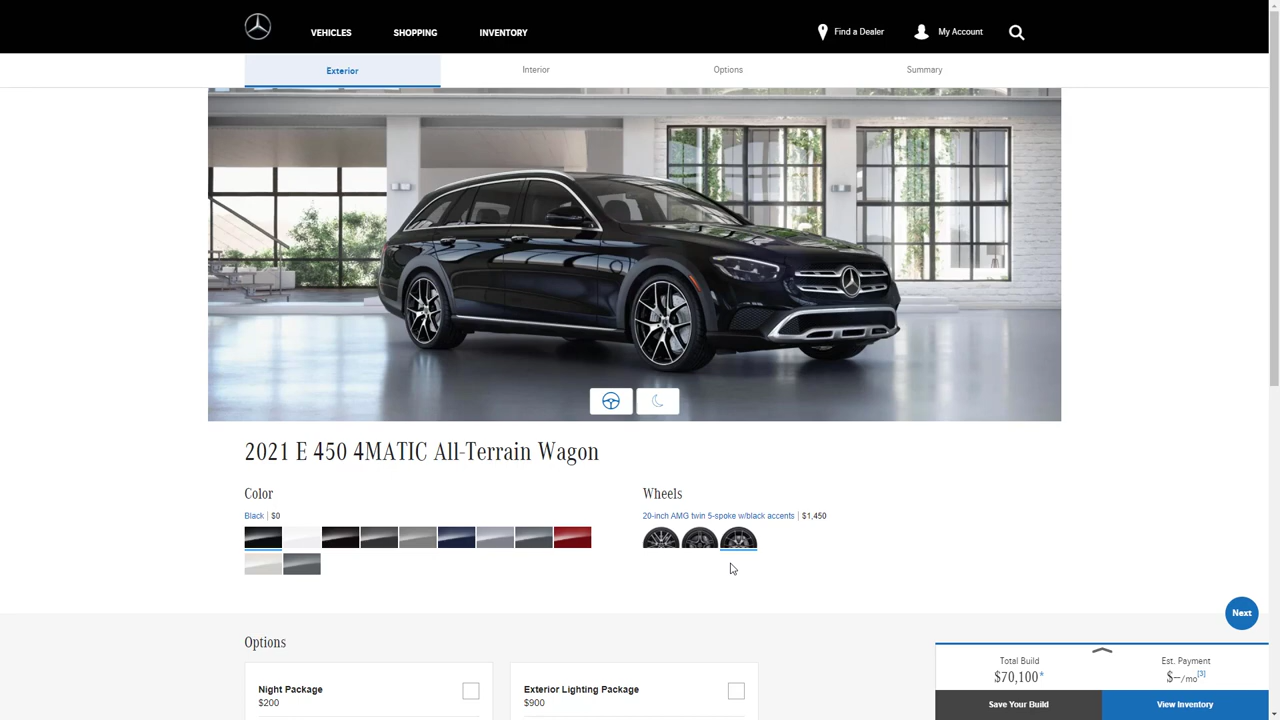 VEHICLES SHOPPING INVENTORY Find a Dealer My Account
Exterior Interior Options Summary
2021 E 450 4MATIC All-Terrain Wagon
Color
Black | $0
Wheels
20-inch AMG twin 5-spoke w/black accents | $1,450
Next
Options
Night Package
$200
Exterior Lighting Package
$900
Total Build
$70,100*
Est. Payment
$--/mo[3]
Save Your Build
View Inventory